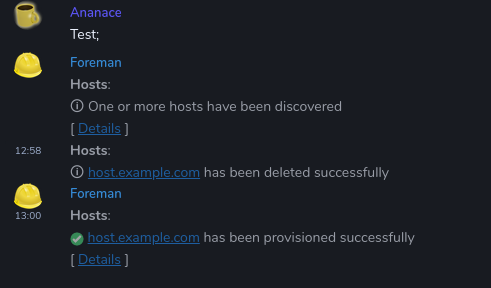 Ananace
Test;
Foreman
Hosts:
ⓘ One or more hosts have been discovered
[ Details ]
12:58 Hosts:
ⓘ host.example.com has been deleted successfully
Foreman
13:00 Hosts:
✅ host.example.com has been provisioned successfully
[ Details ]